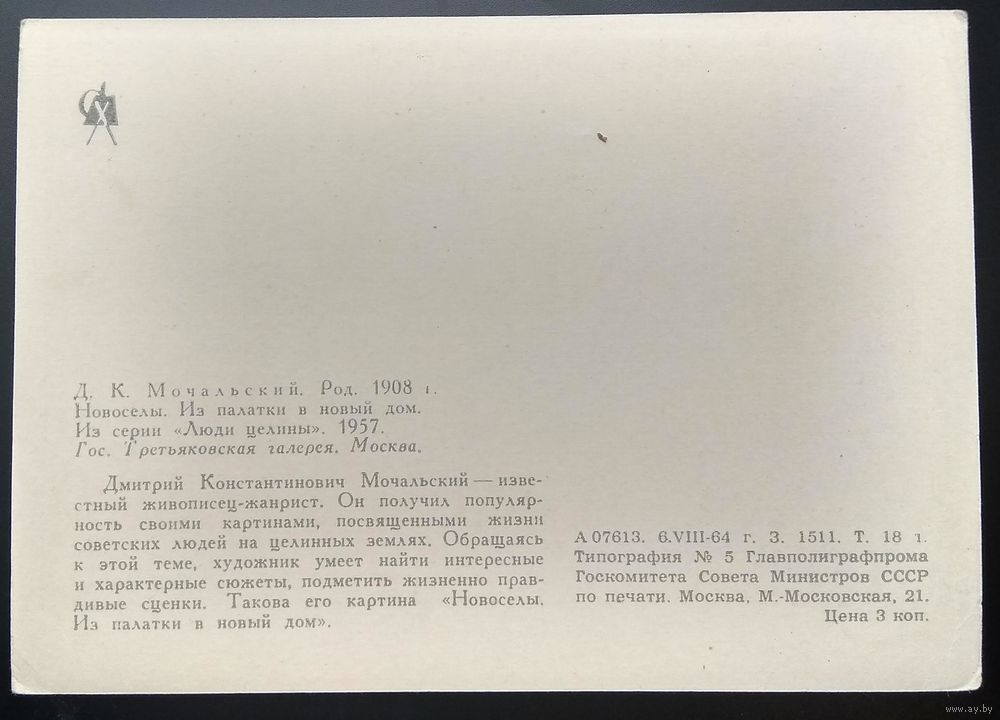 Х
Д. К. Мочальский. Род. 1908 г.
Новоселы. Из палатки в новый дом.
Из серии «Люди целины». 1957.
Гос. Третьяковская галерея. Москва.
Дмитрий Константинович Мочальский — изве-
стный живописец-жанрист. Он получил популяр-
ность своими картинами, посвященными жизни
советских людей на целинных землях. Обращаясь
к этой теме, художник умеет найти интересные
и характерные сюжеты, подметить жизненно прав-
дивые сценки. Такова его картина «Новоселы.
Из палатки в новый дом».
А 07613. 6.VIII-64 г. З. 1511. Т. 18 т.
Типография № 5 Главполиграфпрома
Госкомитета Совета Министров СССР
по печати. Москва, М.-Московская, 21.
Цена 3 коп.
www.ay.by